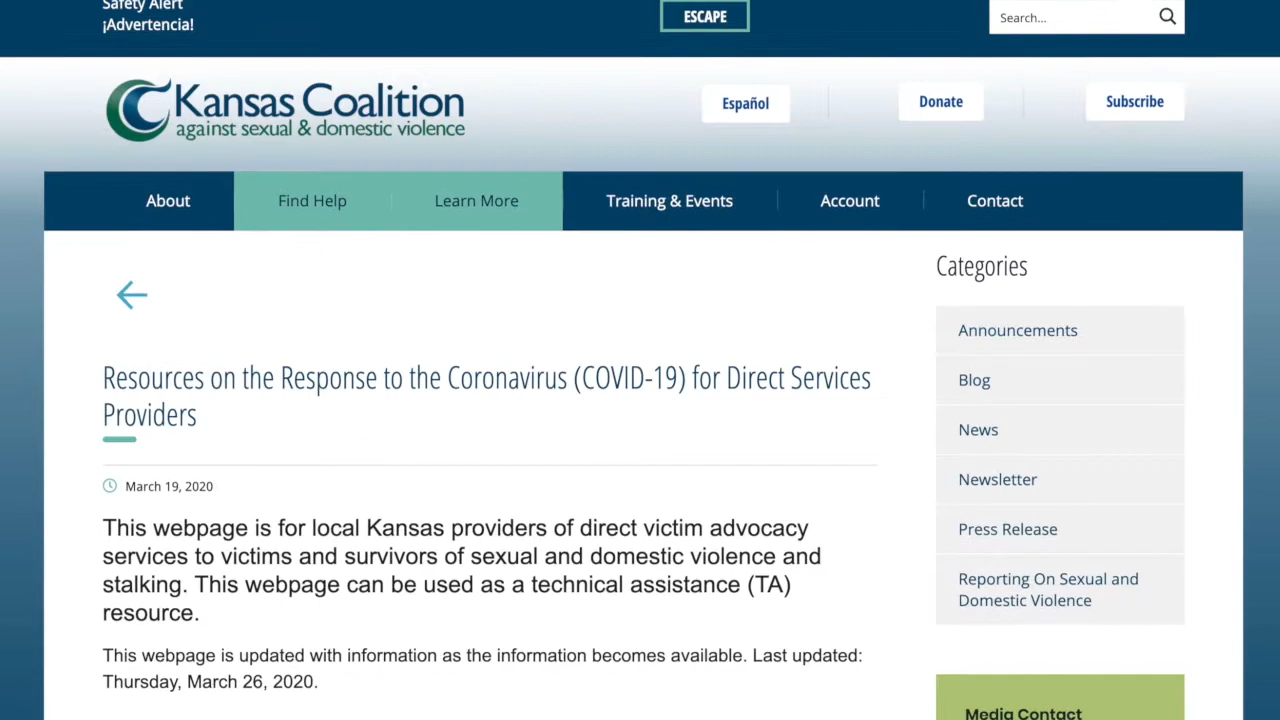 Safety Alert
¡Advertencia!
ESCAPE
Search...
Kansas Coalition
against sexual & domestic violence
Español
Donate
Subscribe
About
Find Help
Learn More
Training & Events
Account
Contact
Resources on the Response to the Coronavirus (COVID-19) for Direct Services
Providers
March 19, 2020
This webpage is for local Kansas providers of direct victim advocacy
services to victims and survivors of sexual and domestic violence and
stalking. This webpage can be used as a technical assistance (TA)
resource.
This webpage is updated with information as the information becomes available. Last updated:
Thursday, March 26, 2020.
Categories
Announcements
Blog
News
Newsletter
Press Release
Reporting On Sexual and
Domestic Violence
Media Contact